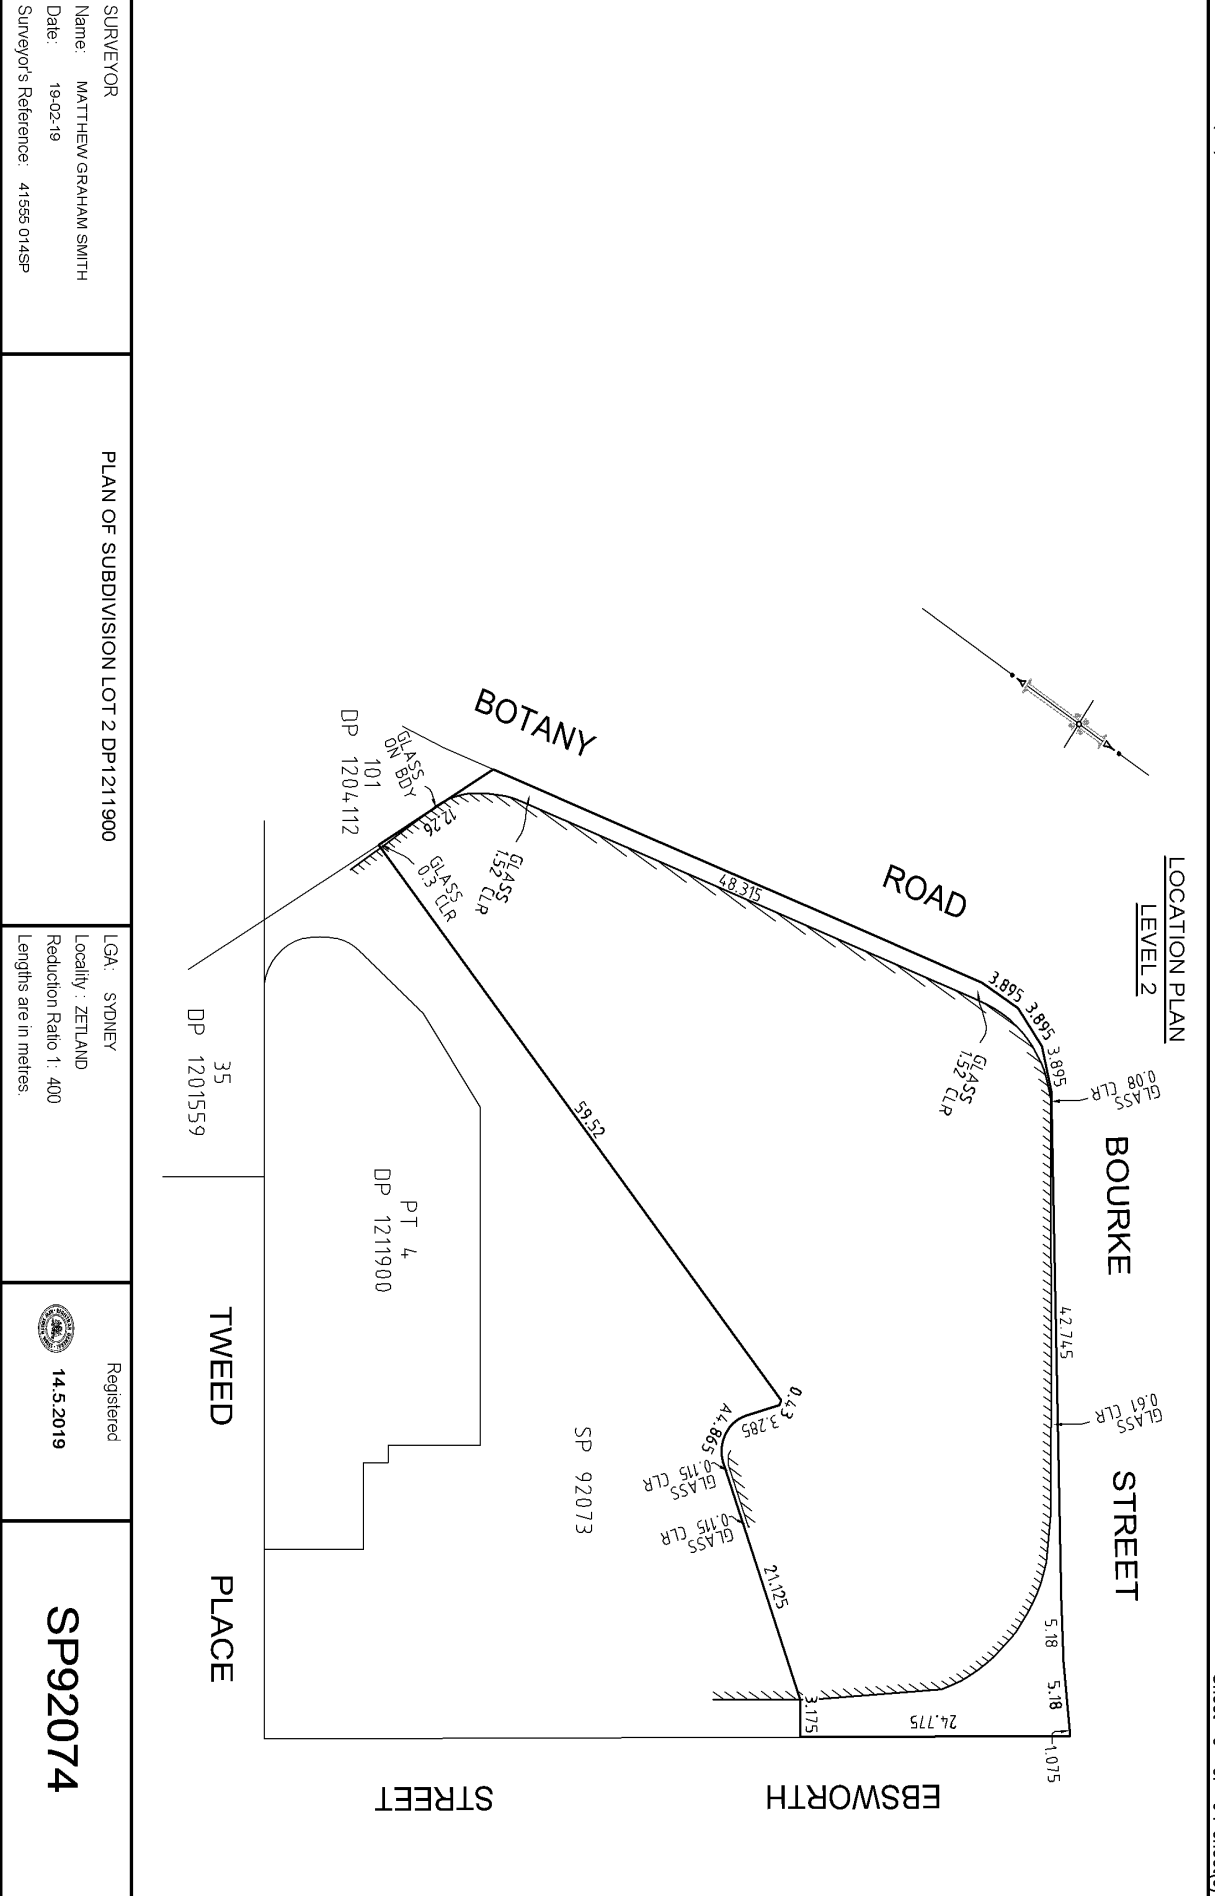 LOCATION PLAN
LEVEL 2
BOURKE STREET
BOTANY ROAD
EBSWORTH STREET
TWEED PLACE
GLASS
0.08 CLR
GLASS
0.61 CLR
3.895
3.895
3.895
42.745
5.18
5.18
1.075
24.775
3.175
48.315
GLASS
1.52 CLR
GLASS
1.52 CLR
GLASS
ON BDY
12.26
GLASS
0.3 CLR
101
DP 1204112
59.52
0.43
3.285
A4.865
GLASS
0.115 CLR
GLASS
0.115 CLR
21.125
SP 92073
PT 4
DP 1211900
35
DP 1201559
SURVEYOR
Name: MATTHEW GRAHAM SMITH
Date: 19-02-19
Surveyor's Reference: 41555 014SP
PLAN OF SUBDIVISION LOT 2 DP1211900
LGA: SYDNEY
Locality : ZETLAND
Reduction Ratio 1: 400
Lengths are in metres.
Registered
14.5.2019
SP92074